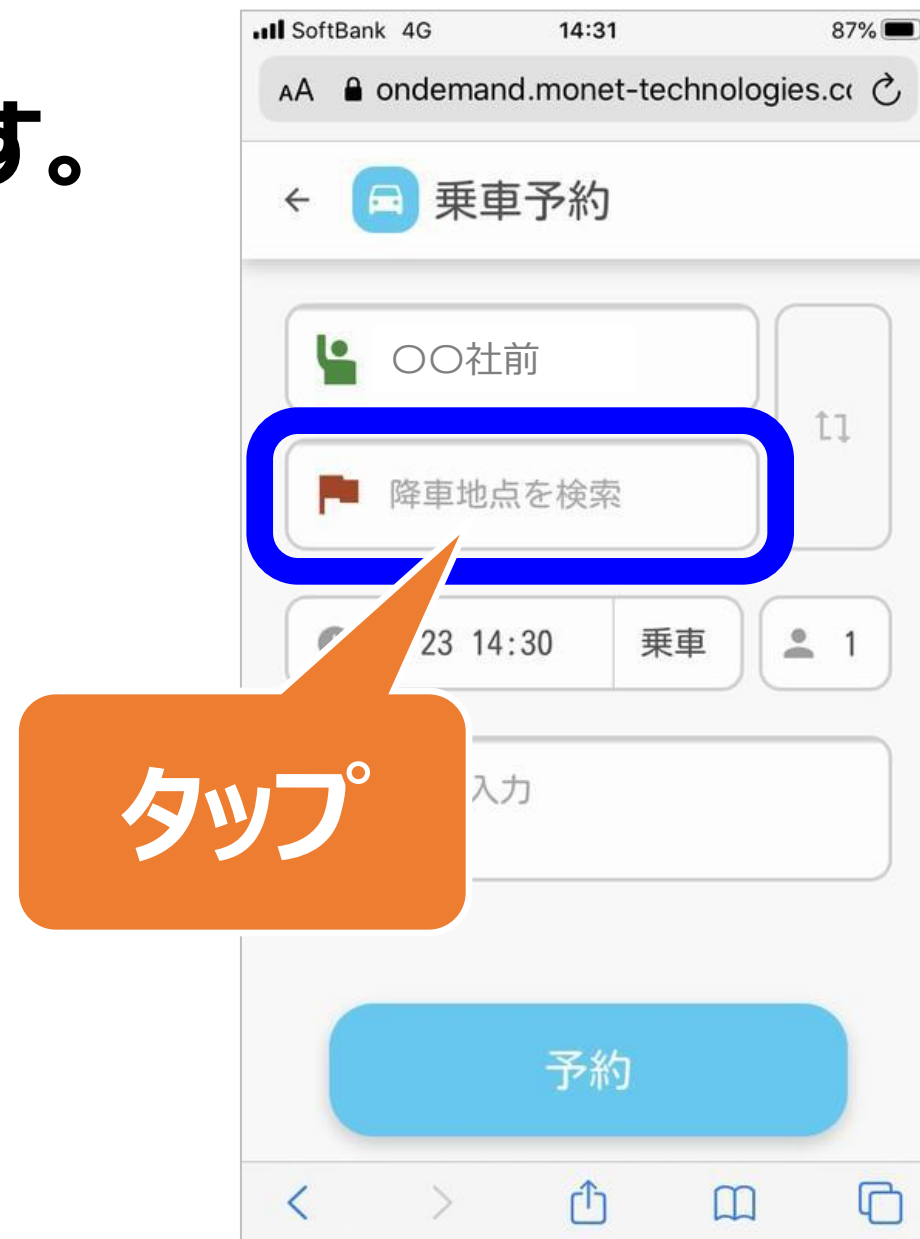 SoftBank 4G 14:31 87%
AA ondemand.monet-technologies.co
す。
乗車予約
〇〇社前
降車地点を検索
23 14:30 乗車 1
入力
タップ
予約